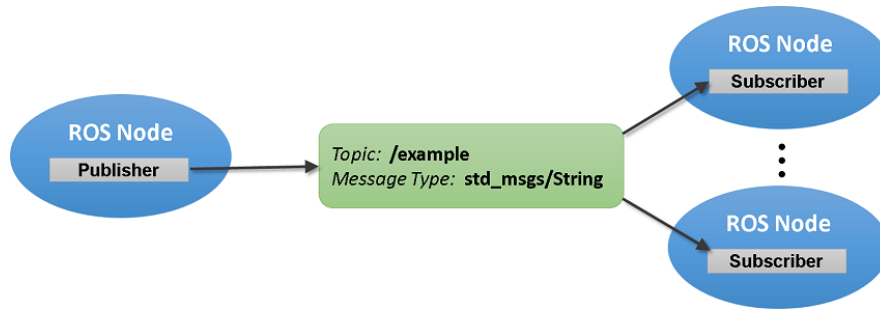 ROS Node
Publisher
Topic: /example
Message Type: std_msgs/String
ROS Node
Subscriber
ROS Node
Subscriber